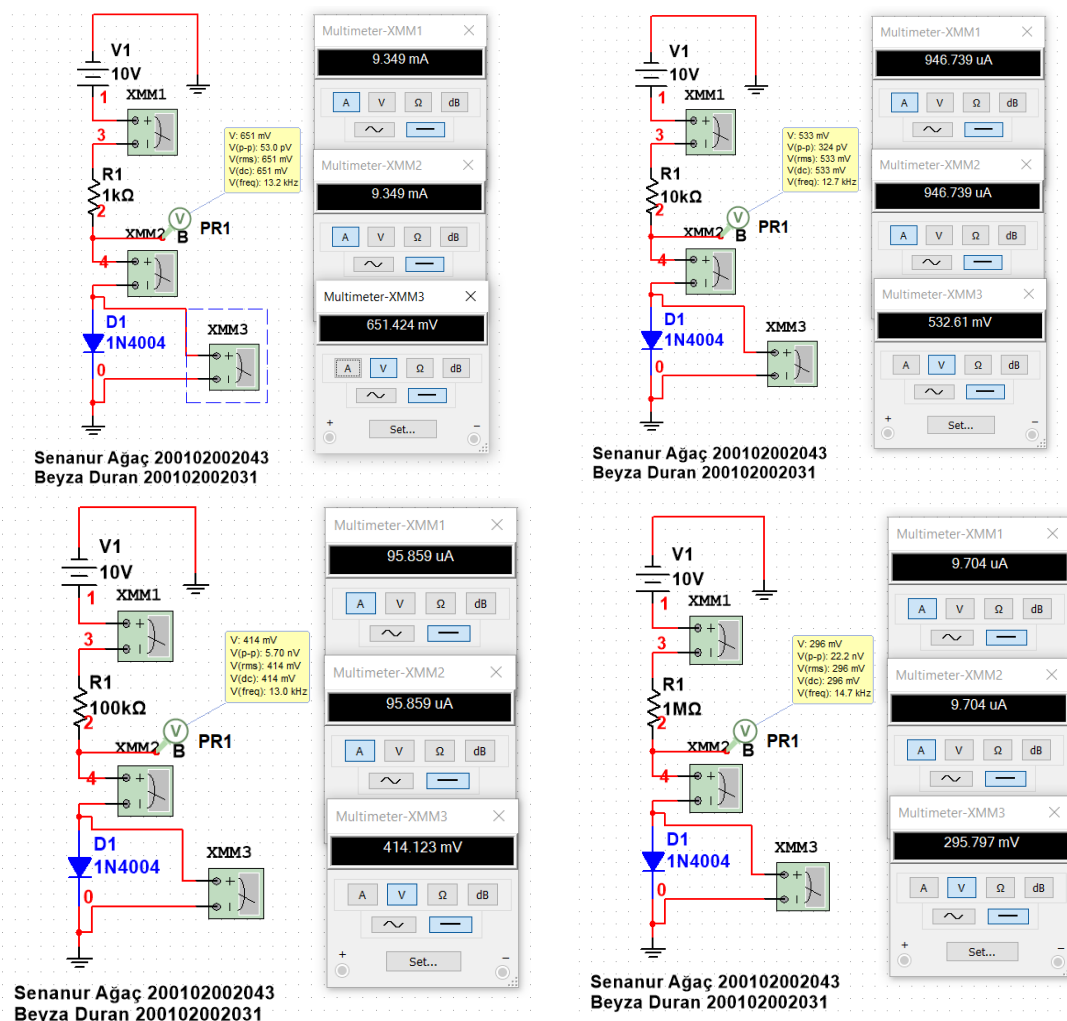 V1
10V
XMM1
1
3
R1
1kΩ
2
XMM2
B
PR1
4
D1
1N4004
0
XMM3
V: 651 mV
V(p-p): 53.0 pV
V(rms): 651 mV
V(dc): 651 mV
V(freq): 13.2 kHz
Multimeter-XMM1
9.349 mA
A V Ω dB
Multimeter-XMM2
9.349 mA
A V Ω dB
Multimeter-XMM3
651.424 mV
A V Ω dB
+ Set... −
Senanur Ağaç 200102002043
Beyza Duran 200102002031
V1
10V
XMM1
1
3
R1
10kΩ
2
XMM2
B
PR1
4
D1
1N4004
0
XMM3
V: 533 mV
V(p-p): 324 pV
V(rms): 533 mV
V(dc): 533 mV
V(freq): 12.7 kHz
Multimeter-XMM1
946.739 uA
A V Ω dB
Multimeter-XMM2
946.739 uA
A V Ω dB
Multimeter-XMM3
532.61 mV
A V Ω dB
+ Set... −
Senanur Ağaç 200102002043
Beyza Duran 200102002031
V1
10V
XMM1
1
3
R1
100kΩ
2
XMM2
B
PR1
4
D1
1N4004
0
XMM3
V: 414 mV
V(p-p): 5.70 nV
V(rms): 414 mV
V(dc): 414 mV
V(freq): 13.0 kHz
Multimeter-XMM1
95.859 uA
A V Ω dB
Multimeter-XMM2
95.859 uA
A V Ω dB
Multimeter-XMM3
414.123 mV
A V Ω dB
+ Set... −
Senanur Ağaç 200102002043
Beyza Duran 200102002031
V1
10V
XMM1
1
3
R1
1MΩ
2
XMM2
B
PR1
4
D1
1N4004
0
XMM3
V: 296 mV
V(p-p): 22.2 nV
V(rms): 296 mV
V(dc): 296 mV
V(freq): 14.7 kHz
Multimeter-XMM1
9.704 uA
A V Ω dB
Multimeter-XMM2
9.704 uA
A V Ω dB
Multimeter-XMM3
295.797 mV
A V Ω dB
+ Set... −
Senanur Ağaç 200102002043
Beyza Duran 200102002031